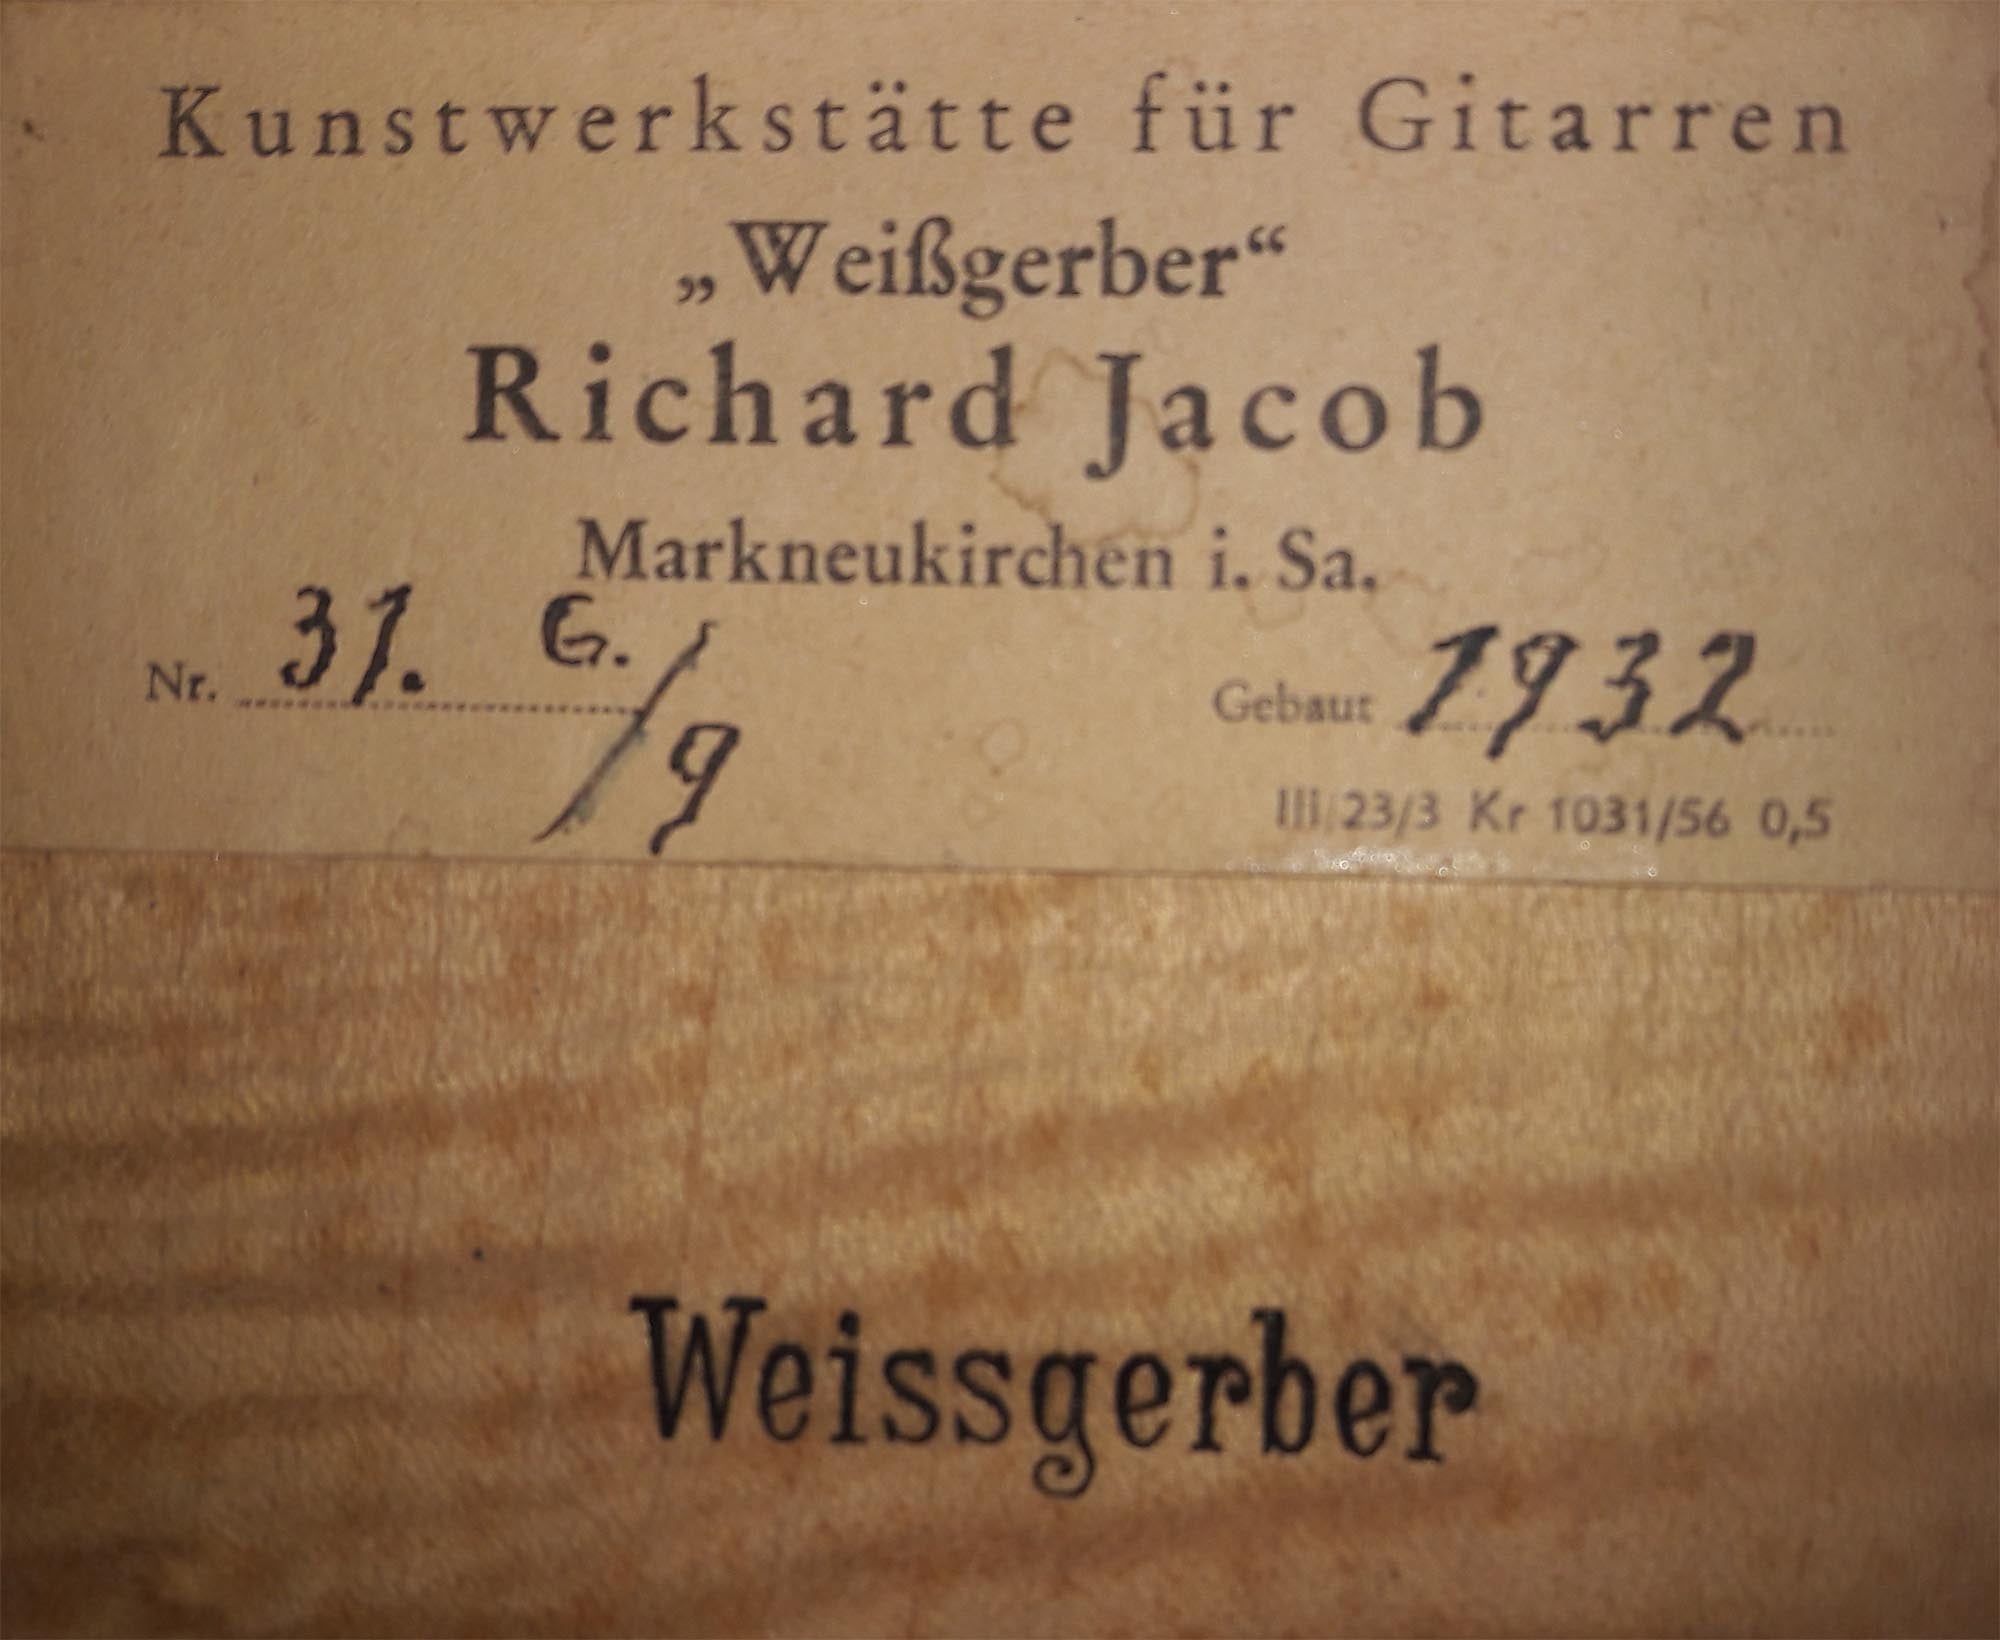 Kunstwerkstätte für Gitarren
„Weißgerber“
Richard Jacob
Markneukirchen i. Sa.
Nr. 31. G./9 Gebaut 1932
III/23/3 Kr 1031/56 0,5
Weissgerber